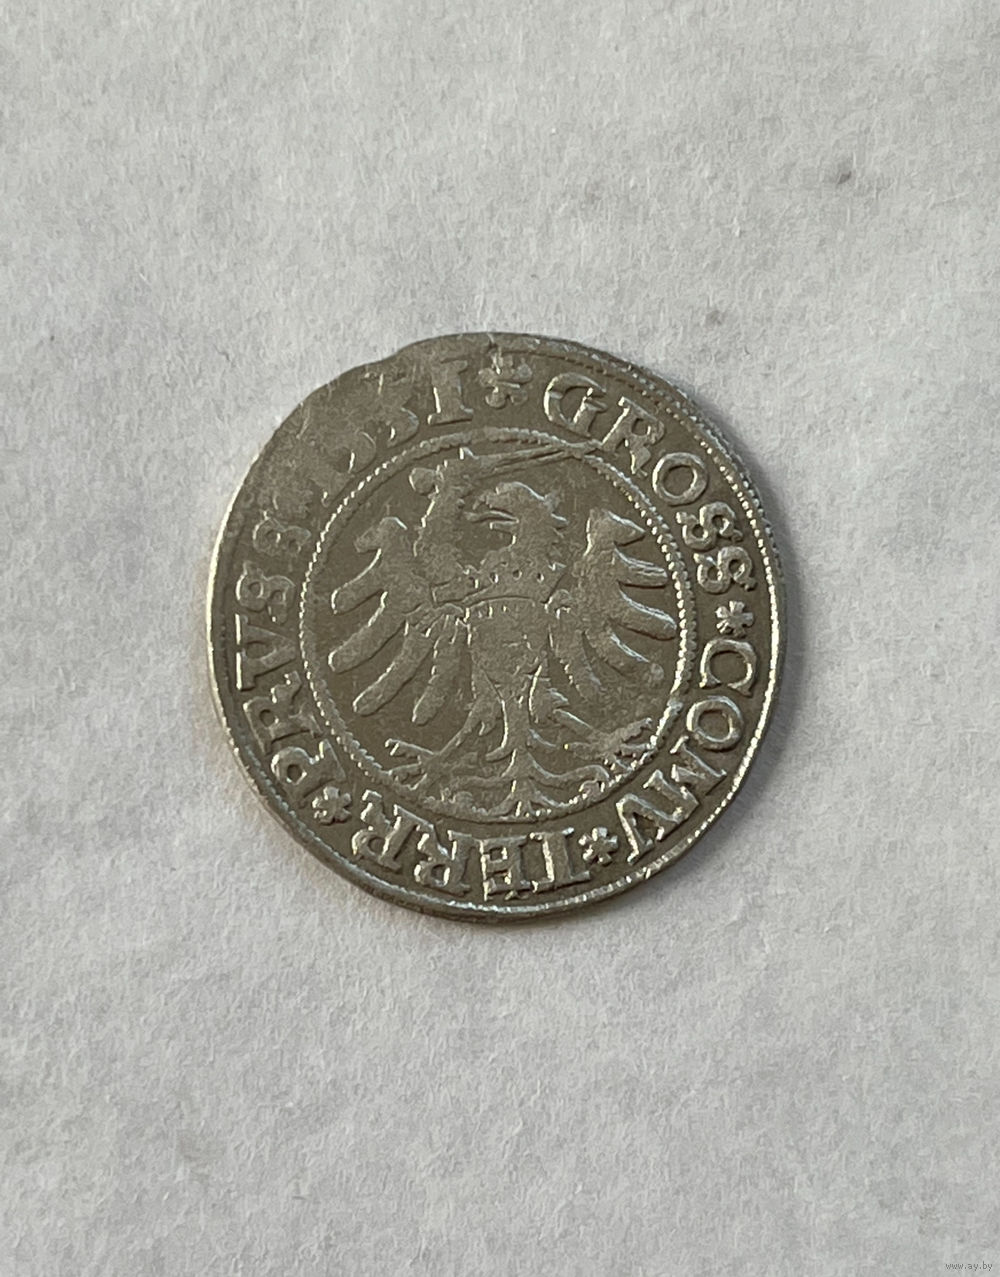 GROSS * COMV * TERR * PRVSS * 1531
www.ay.by